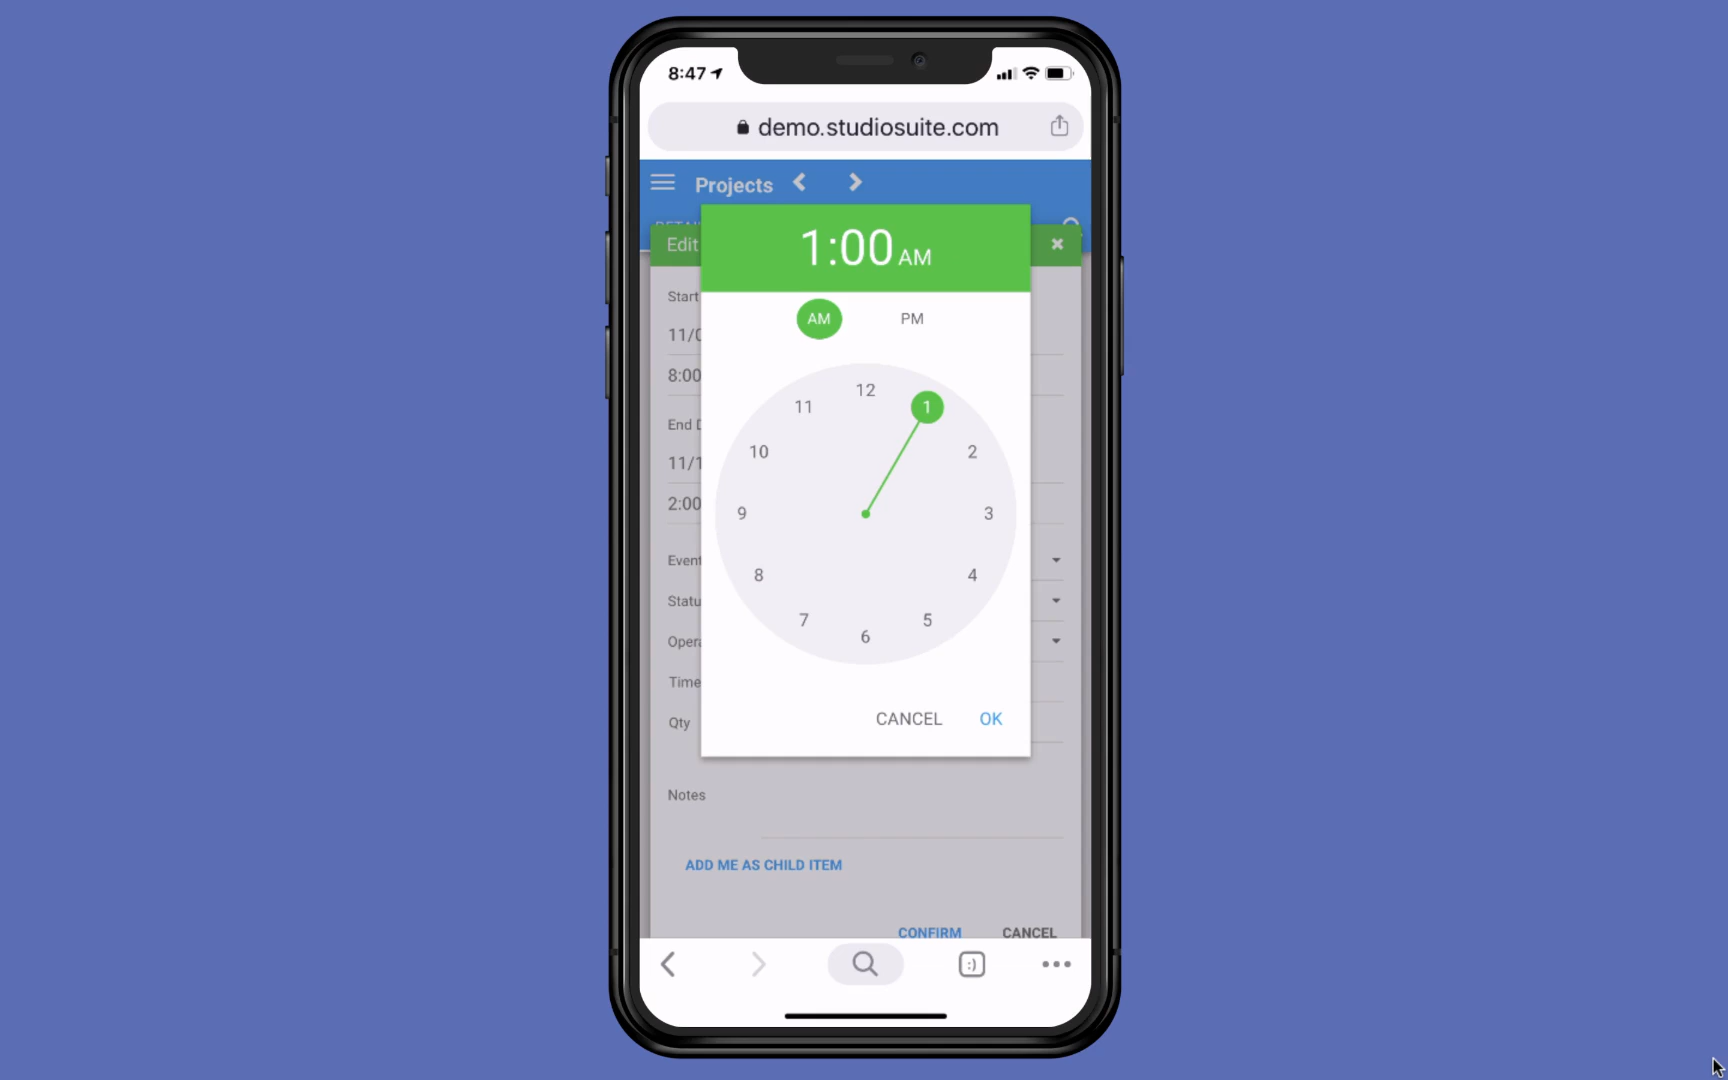 8:47
demo.studiosuite.com
Projects
Edit
1:00 AM
Start
AM PM
11/0
8:00
12
11 1
10 2
9 3
8 4
7 5
6
End D
11/1
2:00
Event
Statu
Opera
Time
Qty
CANCEL OK
Notes
ADD ME AS CHILD ITEM
CONFIRM CANCEL
:)